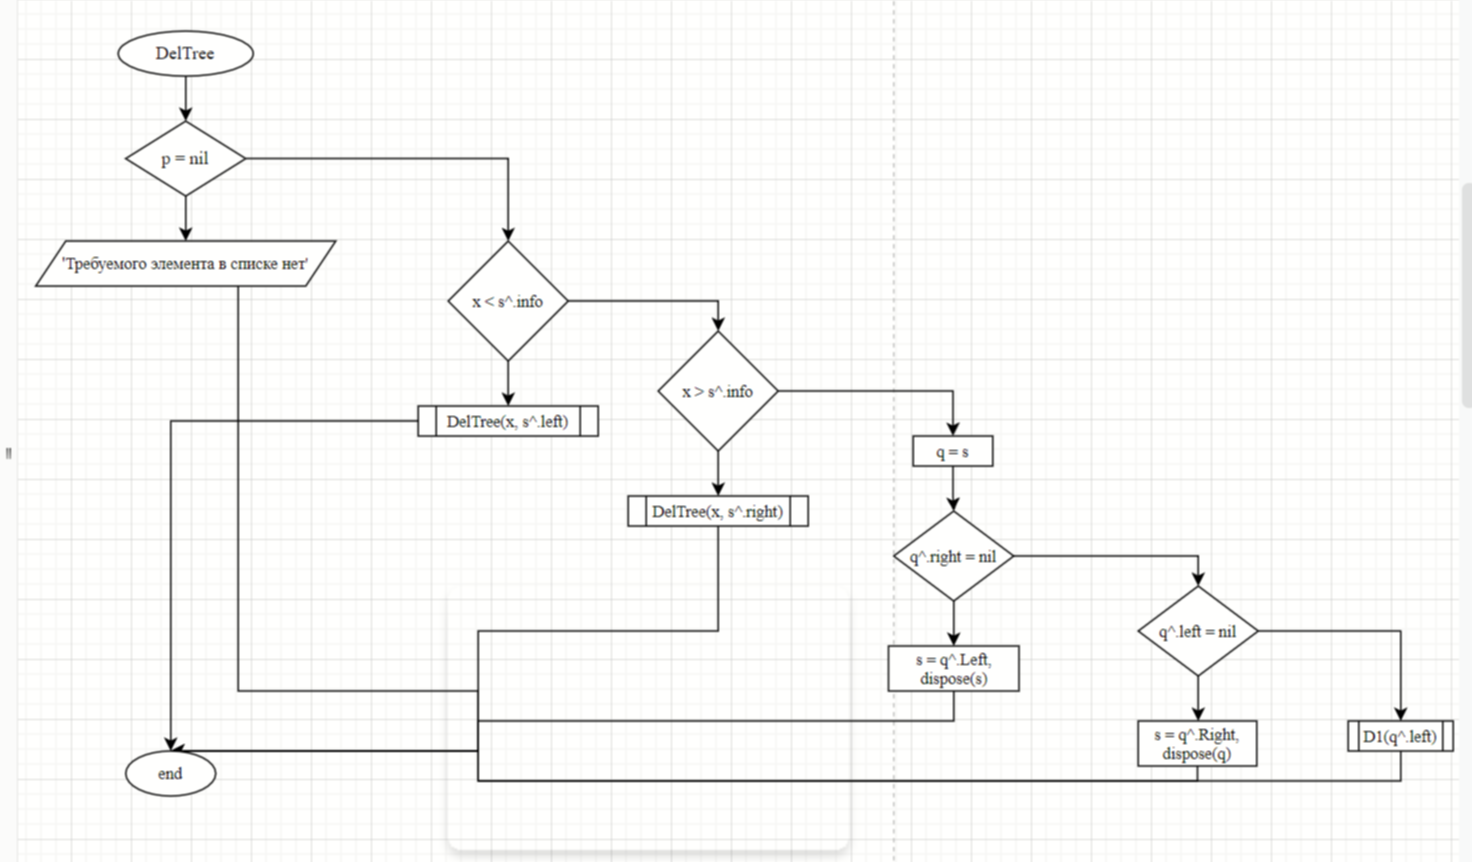 DelTree
p = nil
'Требуемого элемента в списке нет'
x < s^.info
x > s^.info
DelTree(x, s^.left)
q = s
DelTree(x, s^.right)
q^.right = nil
q^.left = nil
s = q^.Left,
dispose(s)
s = q^.Right,
dispose(q)
D1(q^.left)
end